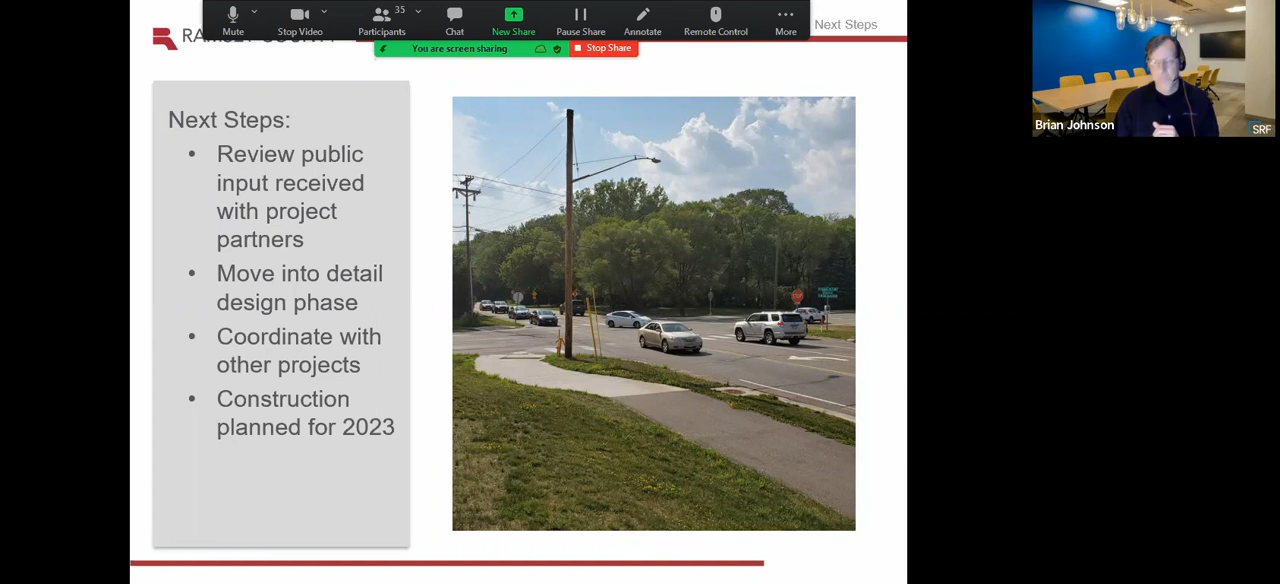 35
Mute
Stop Video
Participants
Chat
New Share
Pause Share
Annotate
Remote Control
More
Next Steps
You are screen sharing
Stop Share
Next Steps:
• Review public
input received
with project
partners
• Move into detail
design phase
• Coordinate with
other projects
• Construction
planned for 2023
Brian Johnson
SRF